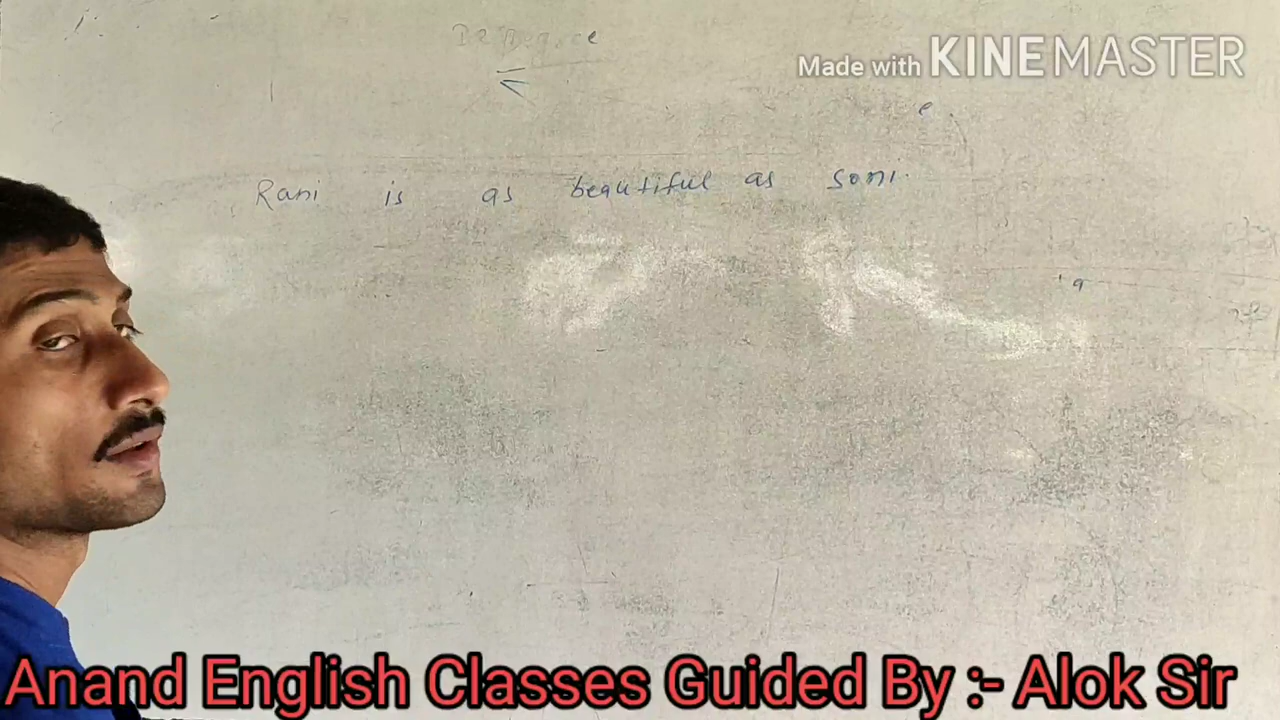 Made with KINEMASTER
Rani is as beautiful as soni.
Anand English Classes Guided By :- Alok Sir